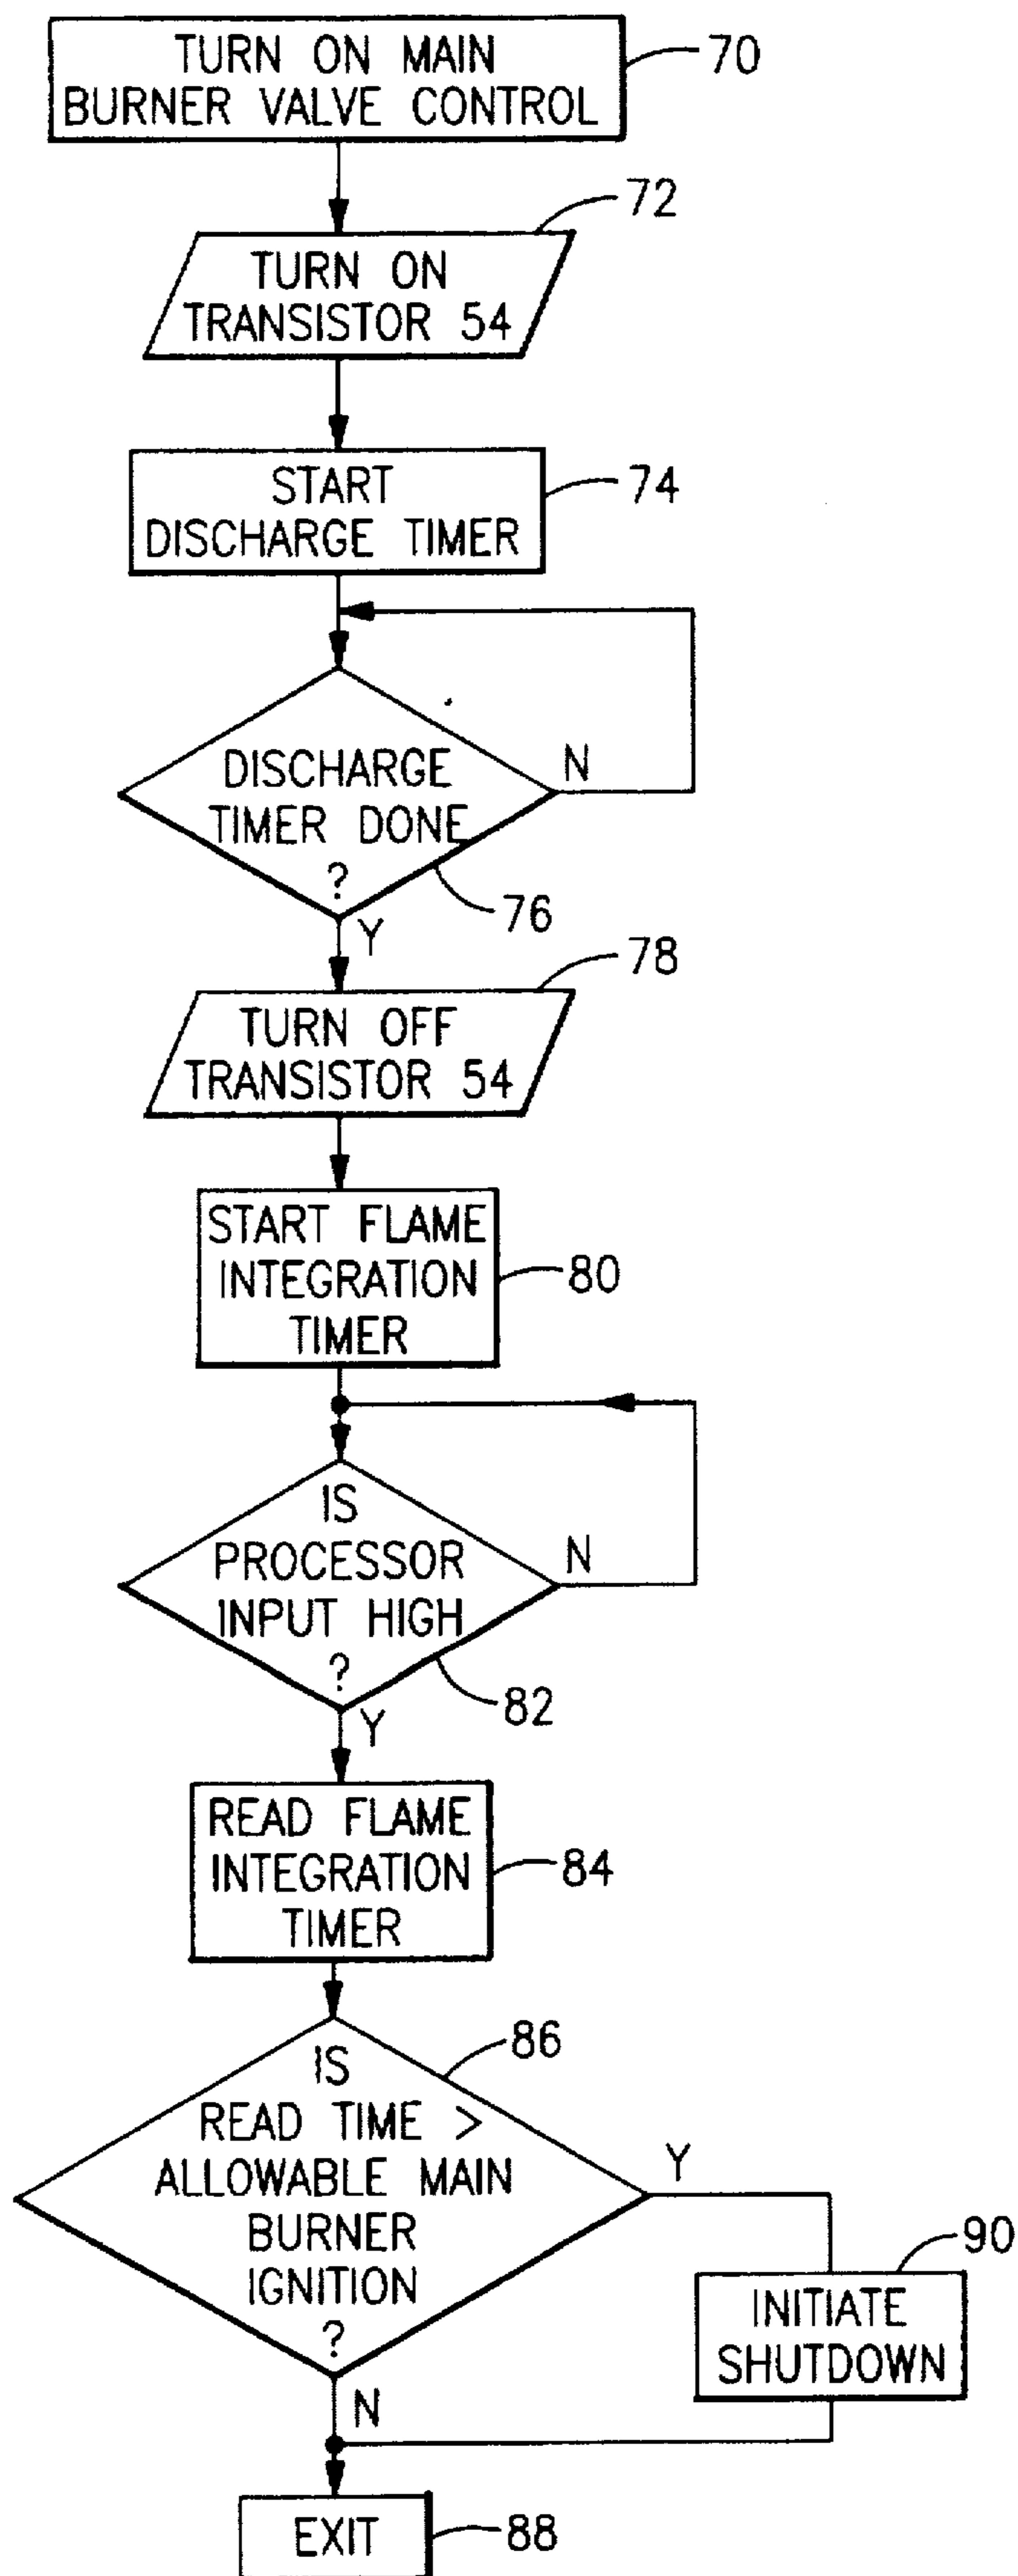 TURN ON MAIN
BURNER VALVE CONTROL
70
72
TURN ON
TRANSISTOR 54
START
DISCHARGE TIMER
74
DISCHARGE
TIMER DONE
?
N
76
Y
78
TURN OFF
TRANSISTOR 54
START FLAME
INTEGRATION
TIMER
80
IS
PROCESSOR
INPUT HIGH
?
N
82
Y
READ FLAME
INTEGRATION
TIMER
84
86
IS
READ TIME >
ALLOWABLE MAIN
BURNER
IGNITION
?
Y
90
INITIATE
SHUTDOWN
N
EXIT
88